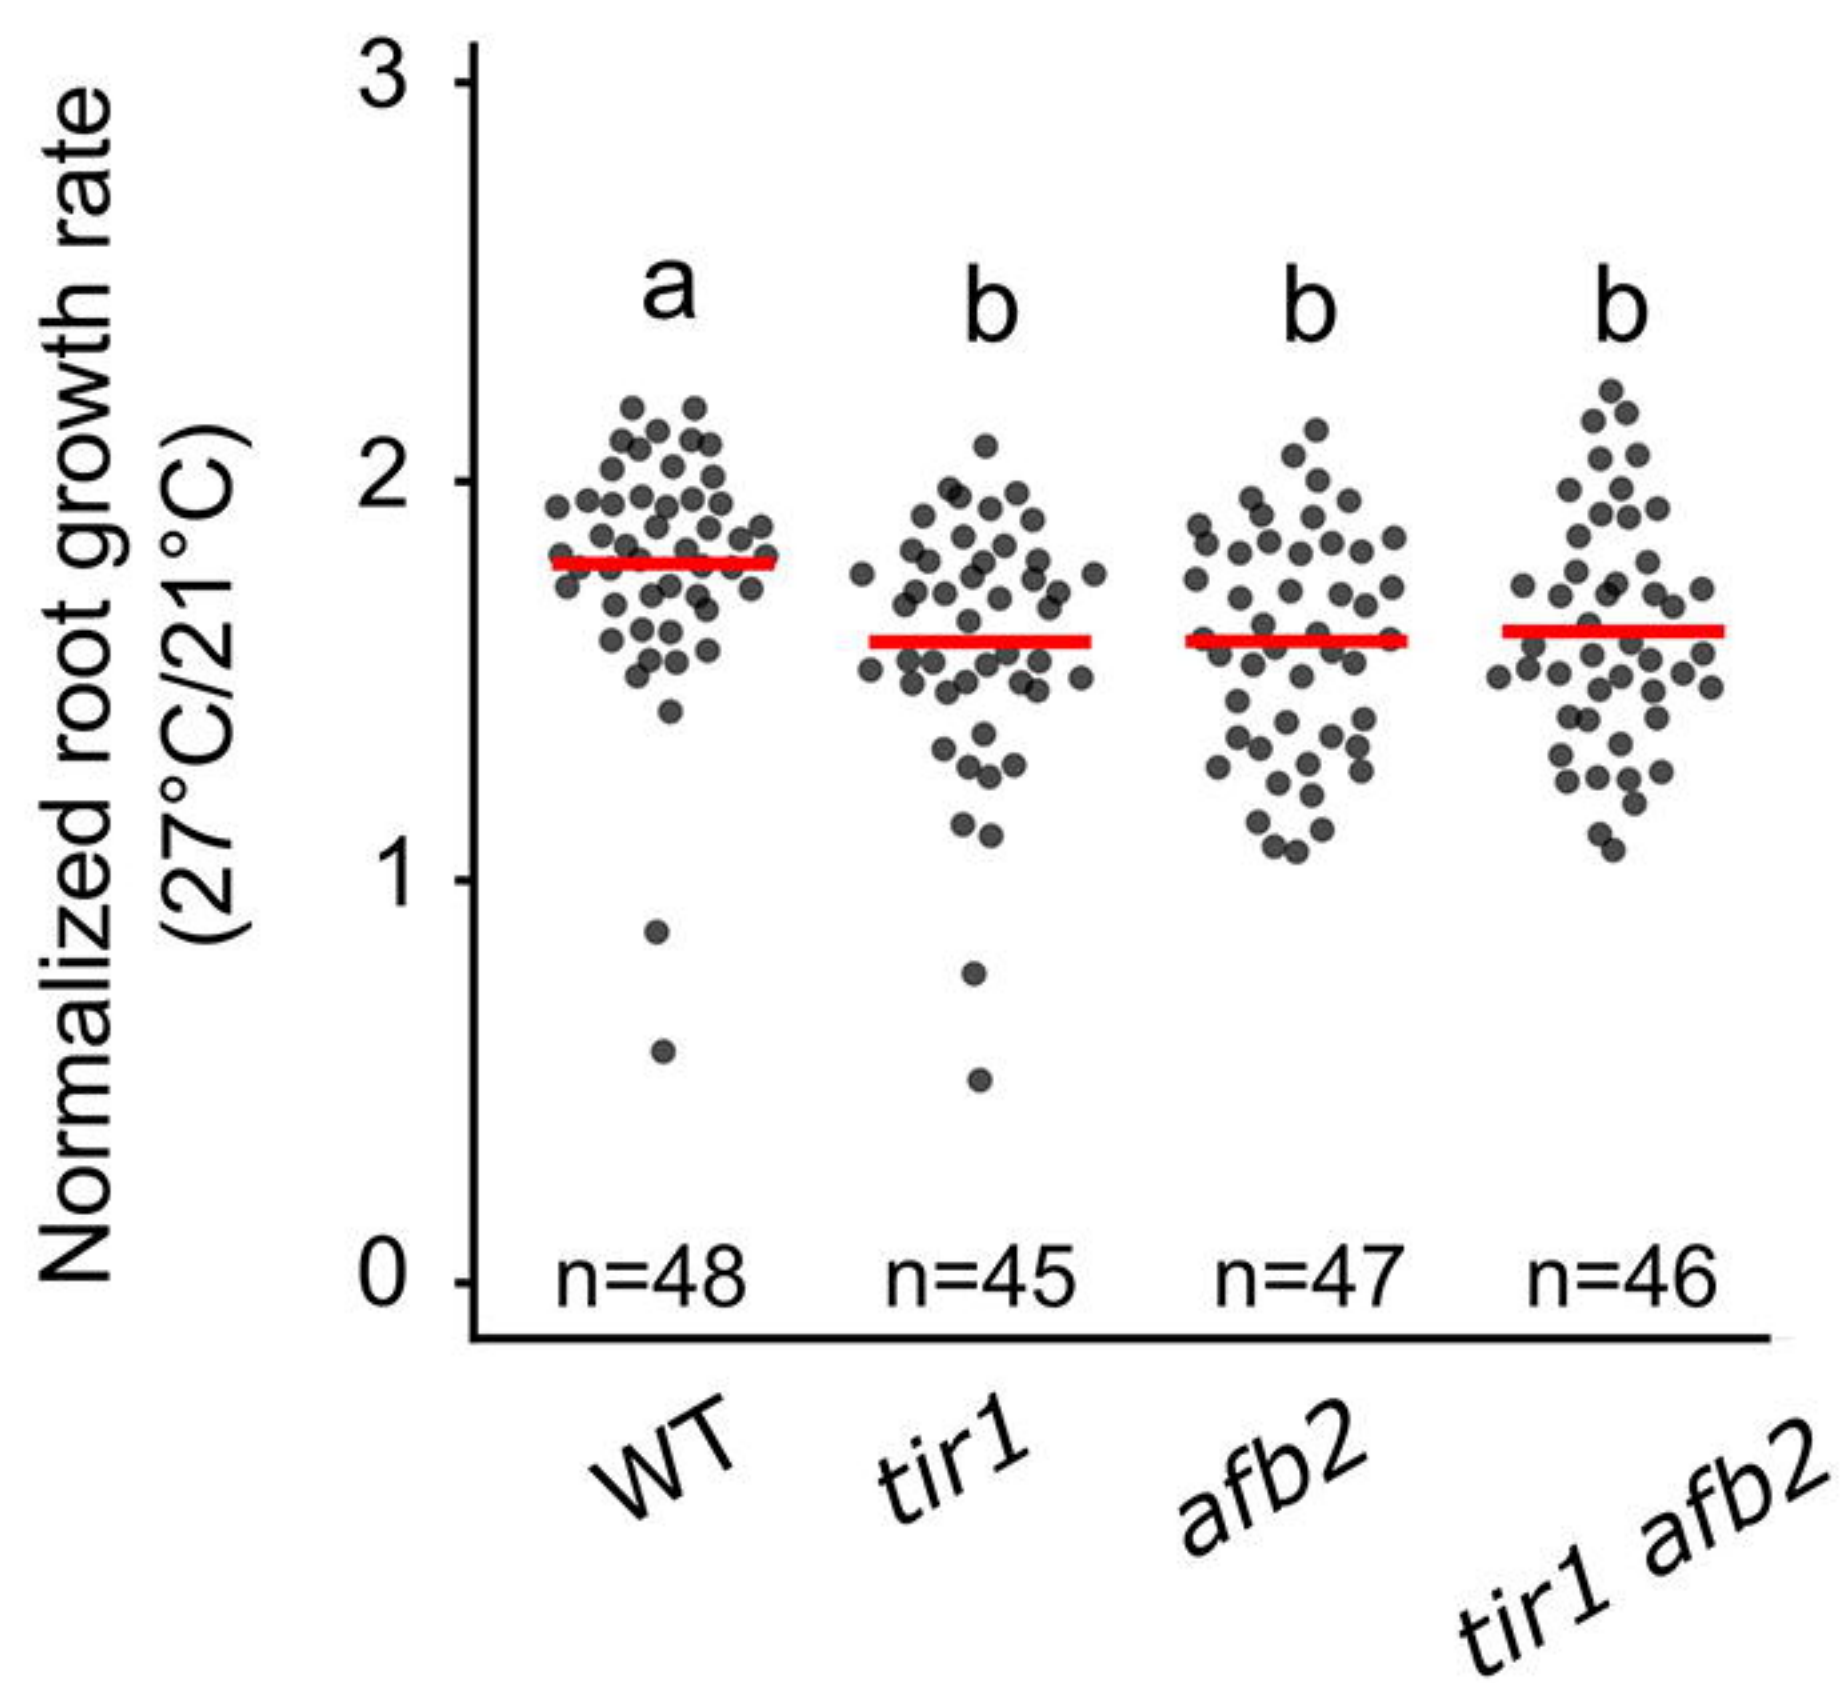 Normalized root growth rate
(27°C/21°C)
3
2
1
0
a
b
b
b
n=48
n=45
n=47
n=46
WT
tir1
afb2
tir1 afb2